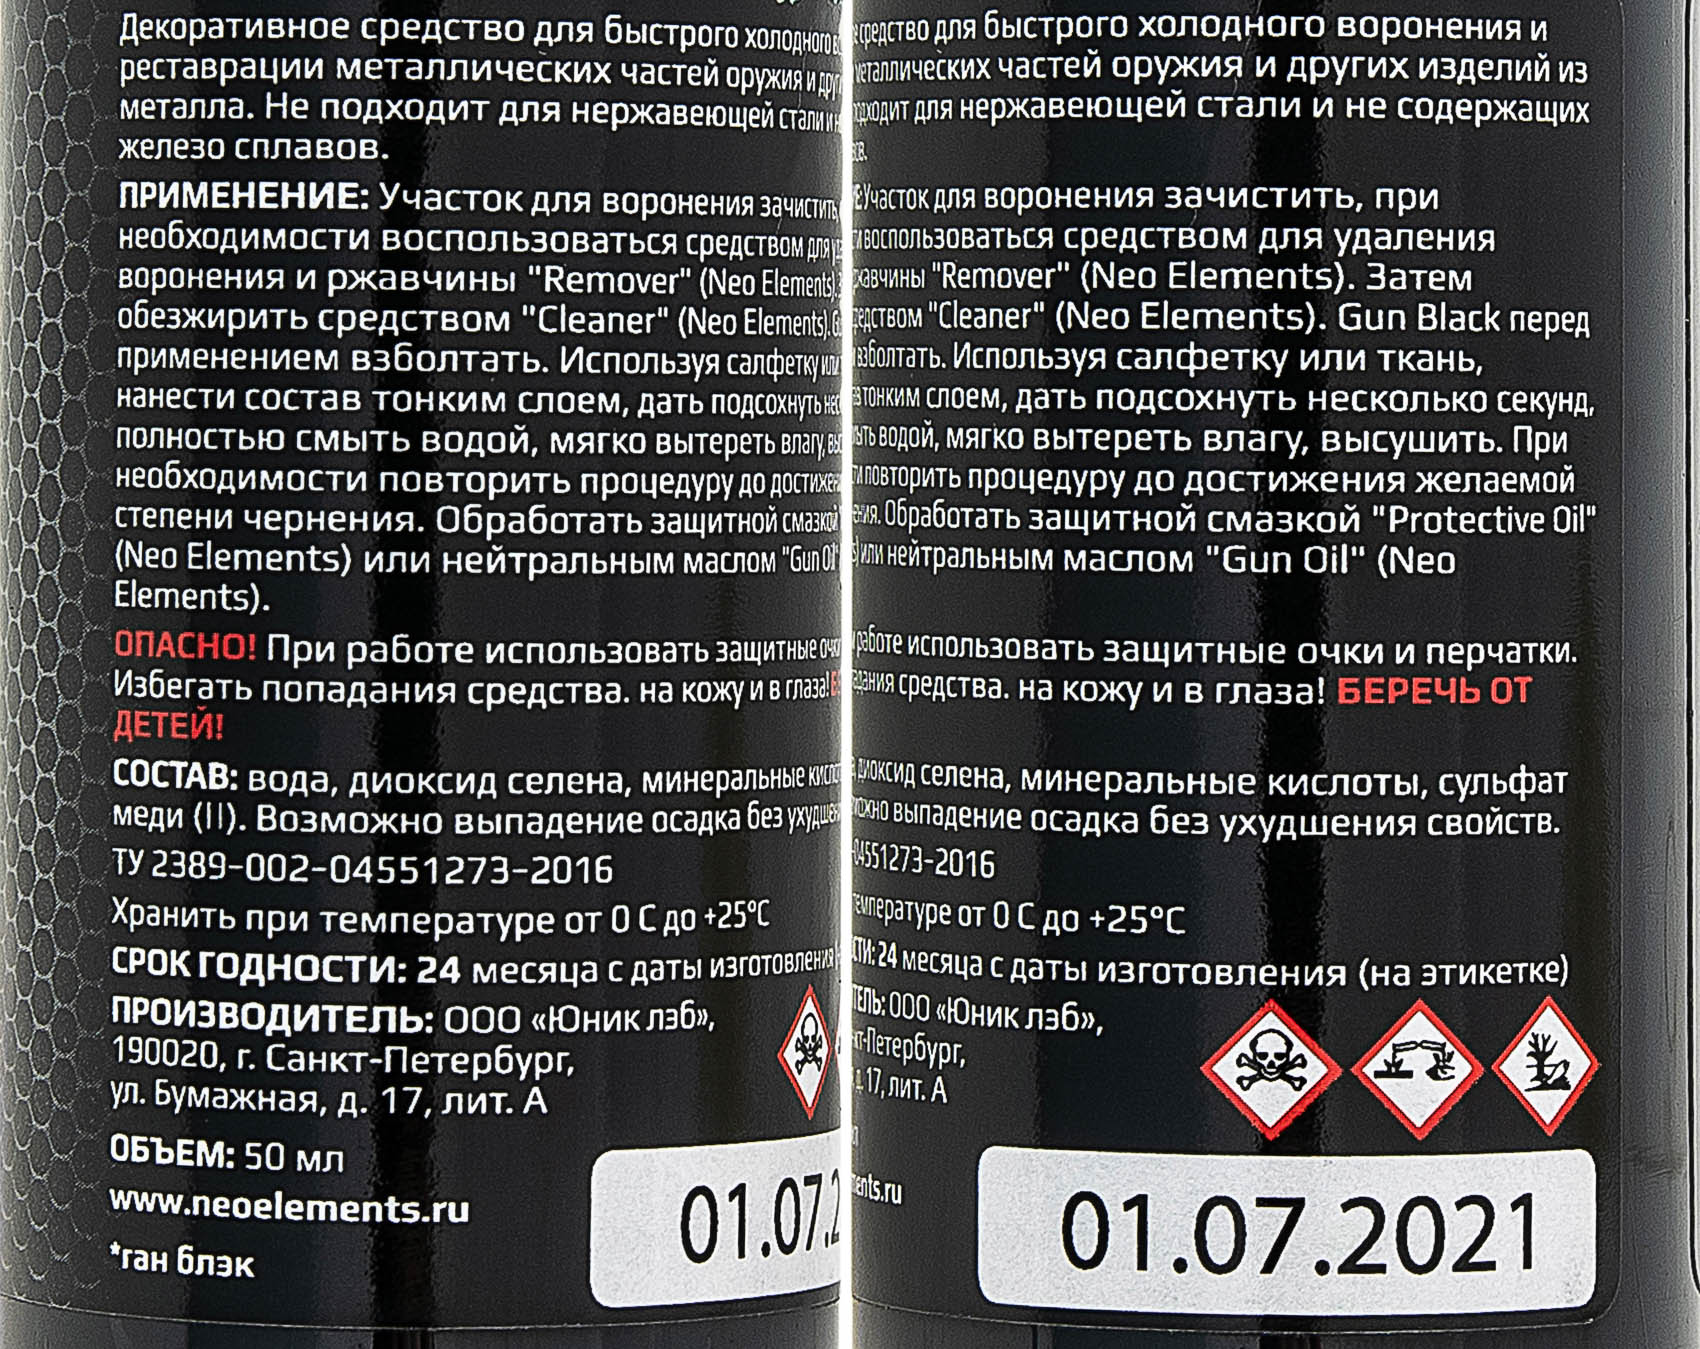 Декоративное средство для быстрого холодного
реставрации металлических частей оружия и
металла. Не подходит для нержавеющей стали и
железо сплавов.
ПРИМЕНЕНИЕ: Участок для воронения зачистить,
необходимости воспользоваться средством для
воронения и ржавчины "Remover" (Neo Elements).
обезжирить средством "Cleaner" (Neo Elements).
применением взболтать. Используя салфетку или
нанести состав тонким слоем, дать подсохнуть
полностью смыть водой, мягко вытереть влагу,
необходимости повторить процедуру до
степени чернения. Обработать защитной смазкой
(Neo Elements) или нейтральным маслом "Gun Oil"
Elements).
ОПАСНО! При работе использовать защитные очки
Избегать попадания средства. на кожу и в глаза!
ДЕТЕЙ!
СОСТАВ: вода, диоксид селена, минеральные
меди (II). Возможно выпадение осадка без
ТУ 2389-002-04551273-2016
Хранить при температуре от 0 С до +25°С
СРОК ГОДНОСТИ: 24 месяца с даты изготовления
ПРОИЗВОДИТЕЛЬ: ООО «Юник лэб»,
190020, г. Санкт-Петербург,
ул. Бумажная, д. 17, лит. А
ОБЪЕМ: 50 мл
www.neoelements.ru
*ган блэк
01.07.2
средство для быстрого холодного воронения и
металлических частей оружия и других изделий из
подходит для нержавеющей стали и не содержащих
Участок для воронения зачистить, при
воспользоваться средством для удаления
ржавчины "Remover" (Neo Elements). Затем
средством "Cleaner" (Neo Elements). Gun Black перед
взболтать. Используя салфетку или ткань,
тонким слоем, дать подсохнуть несколько секунд,
водой, мягко вытереть влагу, высушить. При
повторить процедуру до достижения желаемой
Обработать защитной смазкой "Protective Oil"
или нейтральным маслом "Gun Oil" (Neo
работе использовать защитные очки и перчатки.
средства. на кожу и в глаза! БЕРЕЧЬ ОТ
диоксид селена, минеральные кислоты, сульфат
выпадение осадка без ухудшения свойств.
-04551273-2016
температуре от 0 С до +25°С
24 месяца с даты изготовления (на этикетке)
ООО «Юник лэб»,
кт-Петербург,
17, лит. А
ents.ru
01.07.2021